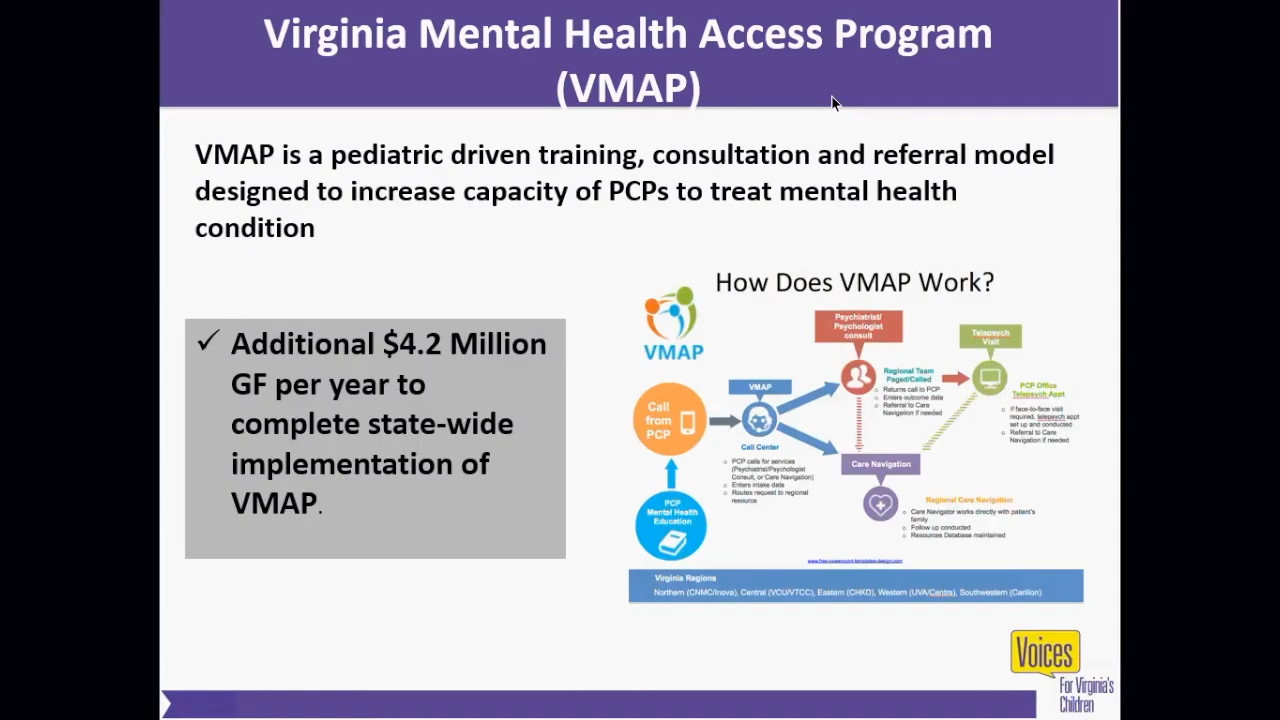 Virginia Mental Health Access Program
(VMAP)
VMAP is a pediatric driven training, consultation and referral model
designed to increase capacity of PCPs to treat mental health
condition
✓ Additional $4.2 Million
GF per year to
complete state-wide
implementation of
VMAP.
How Does VMAP Work?
VMAP
Call
from
PCP
PCP
Mental Health
Education
VMAP
Call Center
o PCP calls for services
(Psychiatrist/Psychologist
Consult, or Care Navigation)
o Enters intake data
o Routes request to regional
resource
Psychiatrist/
Psychologist
consult
Regional Team
Paged/Called
o Returns call to PCP
o Enters outcome data
o Referral to Care
Navigation if needed
Telepsych
Visit
PCP Office
Telepsych Appt
o If face-to-face visit
required, telepsych appt
set up and conducted
o Referral to Care
Navigation if needed
Care Navigation
Regional Care Navigation
o Care Navigator works directly with patient's
family
o Follow up conducted
o Resources Database maintained
www.free-powerpoint-templates-design.com
Virginia Regions
Northern (CNMC/Inova), Central (VCU/VTCC), Eastern (CHKD), Western (UVA/Centra), Southwestern (Carilion)
Voices
For Virginia's
Children